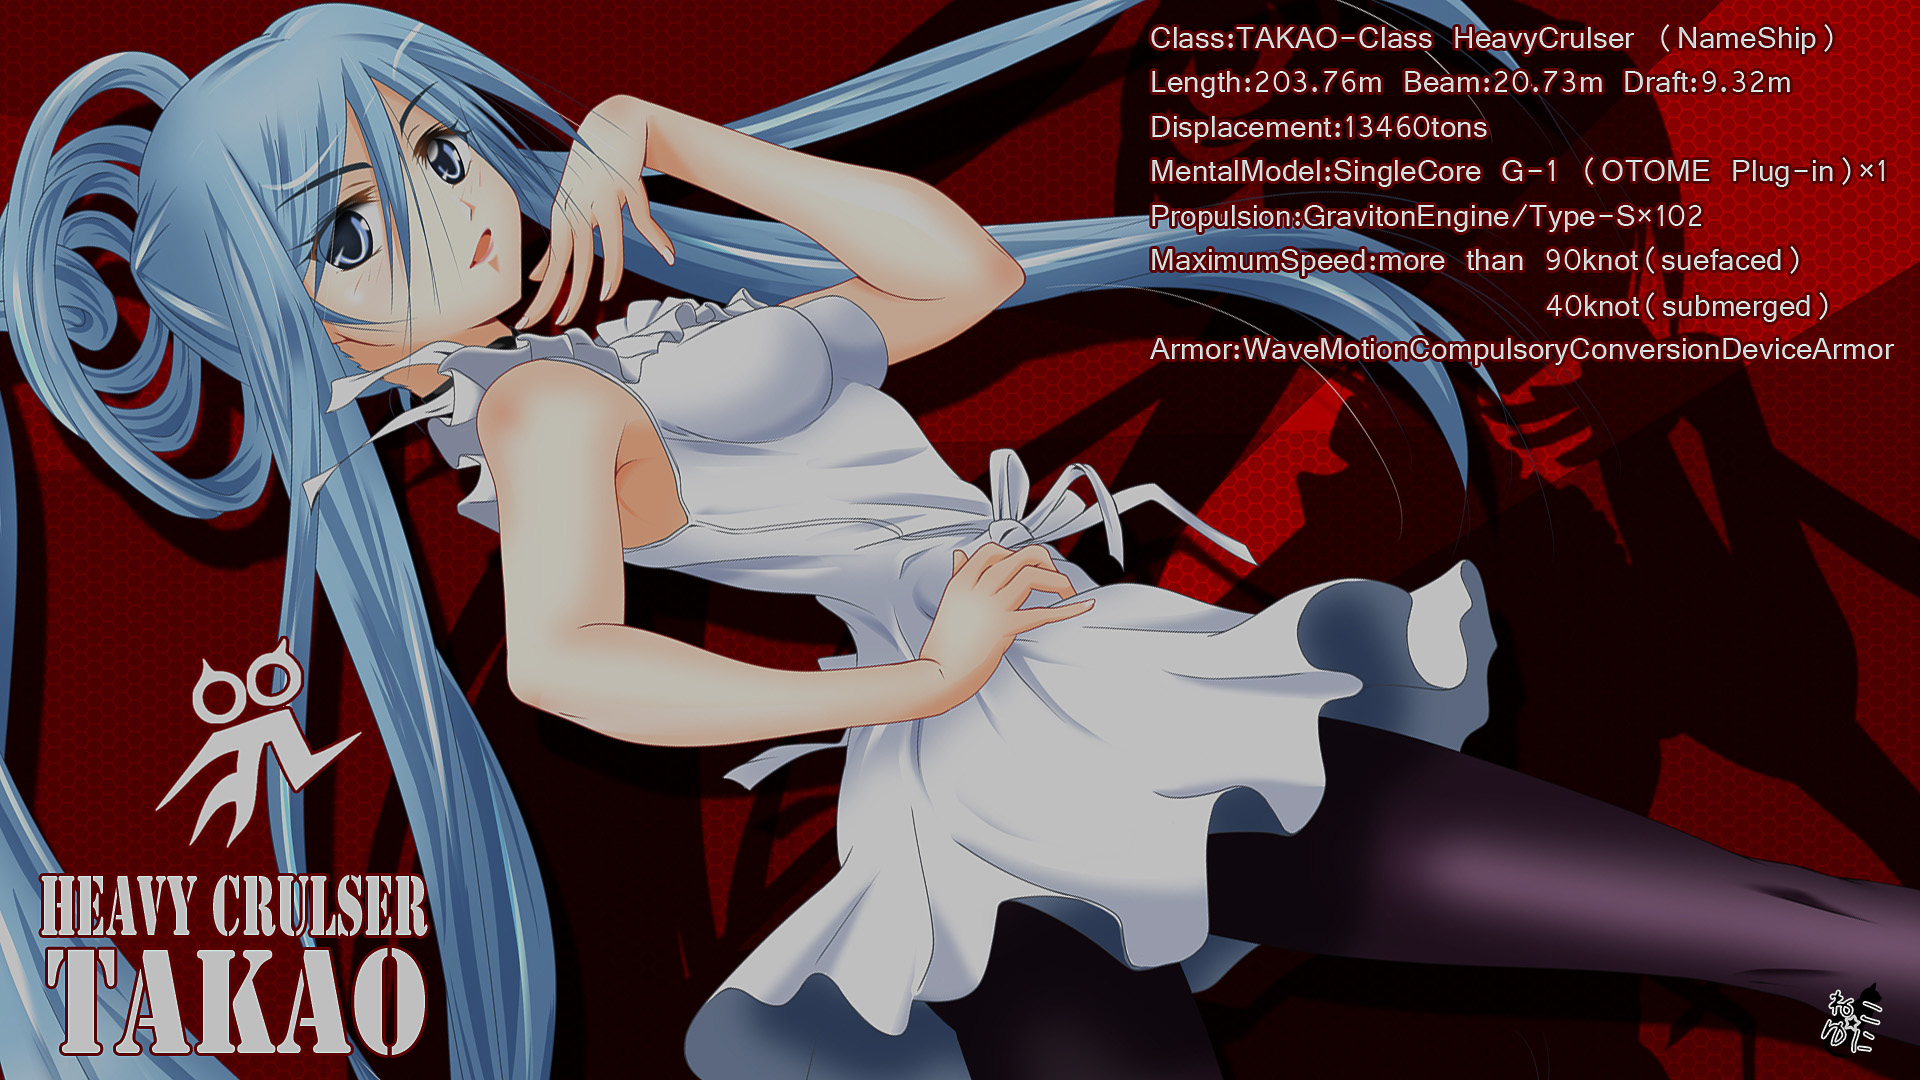 Class:TAKAO-Class HeavyCrulser (NameShip)
Length:203.76m Beam:20.73m Draft:9.32m
Displacement:13460tons
MentalModel:SingleCore G-1 (OTOME Plug-in)×1
Propulsion:GravitonEngine/Type-S×102
MaximumSpeed:more than 90knot(suefaced)
40knot(submerged)
Armor:WaveMotionCompulsoryConversionDeviceArmor
HEAVY CRULSER
TAKAO